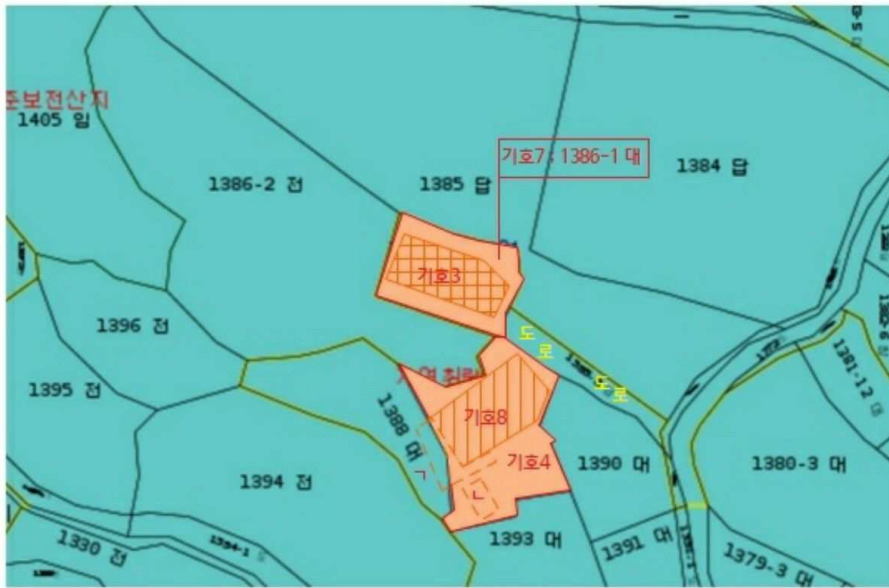 준보전산지
1405 임
1386-2 전
1385 답
기호7 : 1386-1 대
1384 답
기호3
1396 전
도
로
1395 전
도
로
1381-12 대
1388 대
기호8
ㄱ
기호4
ㄴ
1390 대
1380-3 대
1394 전
1393 대
1391 대
1330 전
1394-1
1379-3 대